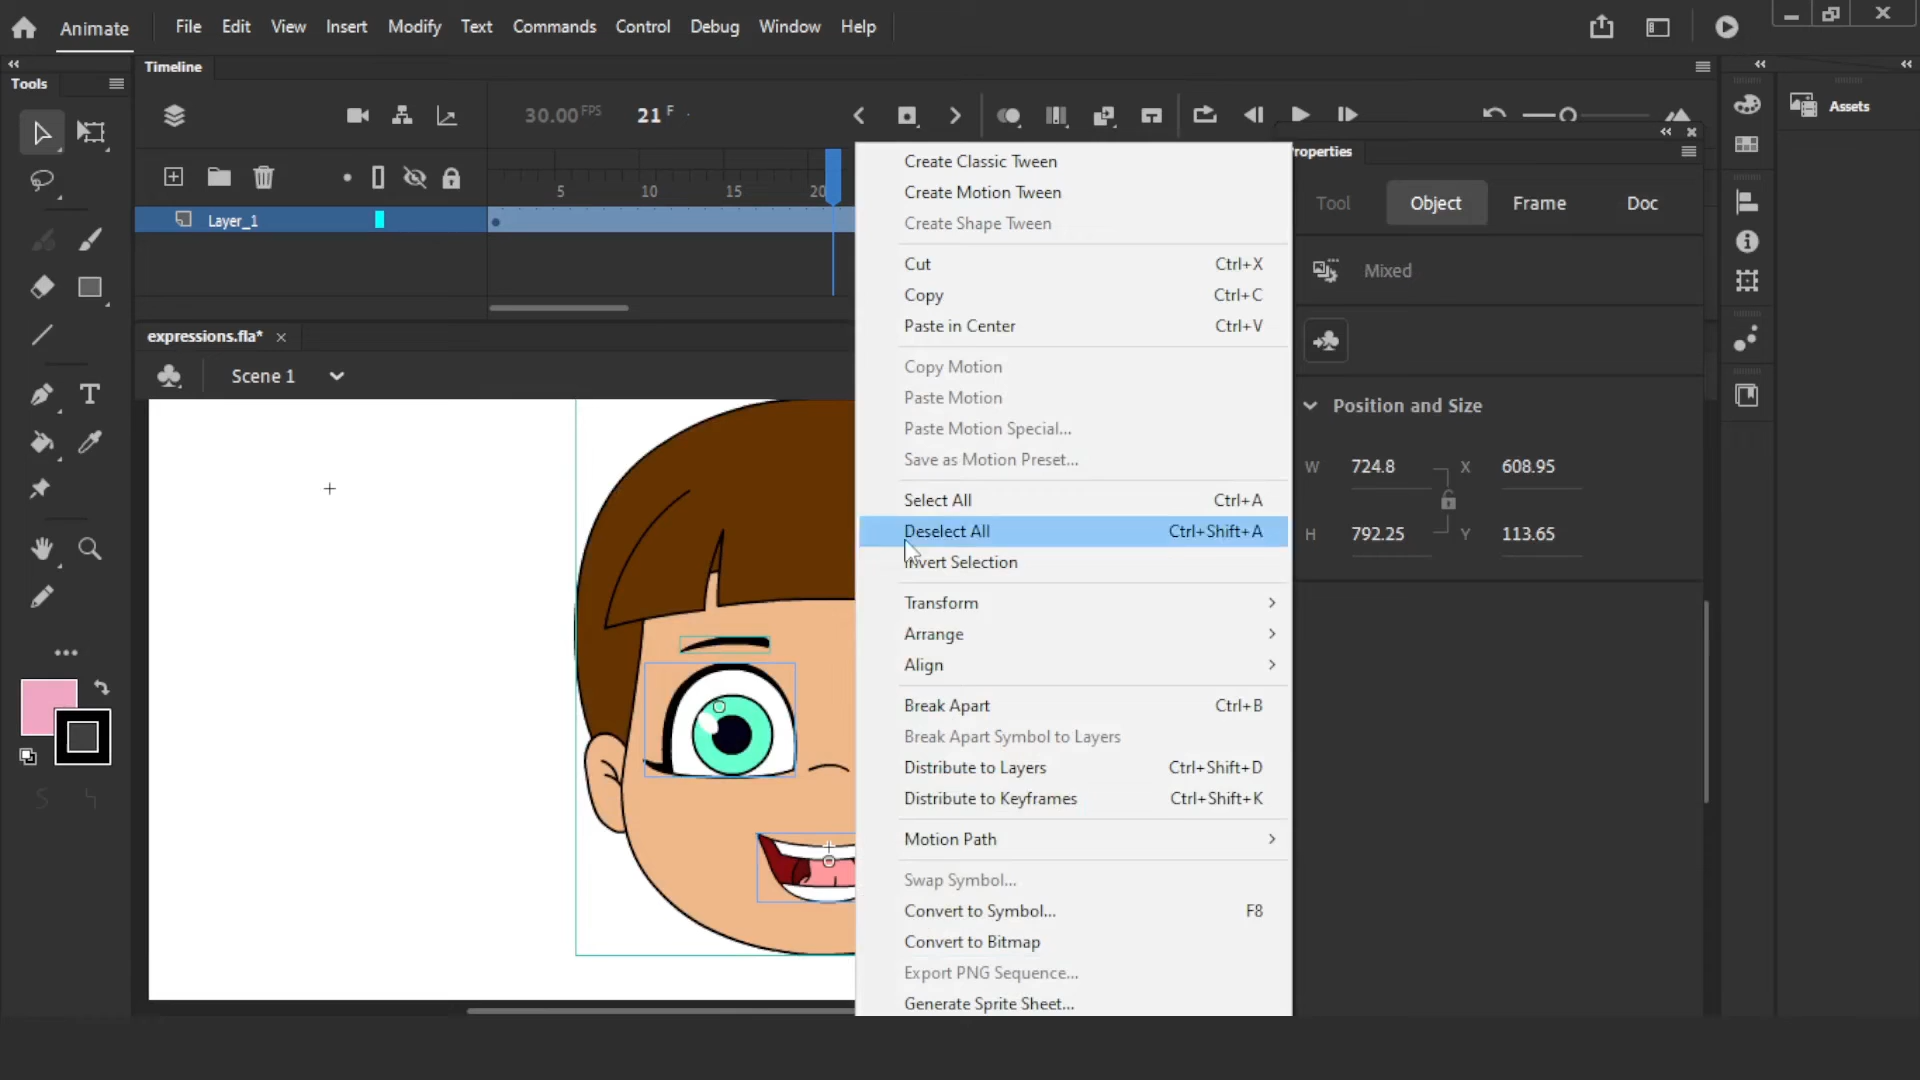 Animate File Edit View Insert Modify Text Commands Control Debug Window Help
Tools
Timeline
30.00 FPS 21 F
5 10 15 20
Layer_1
expressions.fla*
Scene 1
Create Classic Tween
Create Motion Tween
Create Shape Tween
Cut Ctrl+X
Copy Ctrl+C
Paste in Center Ctrl+V
Copy Motion
Paste Motion
Paste Motion Special...
Save as Motion Preset...
Select All Ctrl+A
Deselect All Ctrl+Shift+A
Invert Selection
Transform
Arrange
Align
Break Apart Ctrl+B
Break Apart Symbol to Layers
Distribute to Layers Ctrl+Shift+D
Distribute to Keyframes Ctrl+Shift+K
Motion Path
Swap Symbol...
Convert to Symbol... F8
Convert to Bitmap
Export PNG Sequence...
Generate Sprite Sheet...
roperties
Tool Object Frame Doc
Mixed
Position and Size
W 724.8 X 608.95
H 792.25 Y 113.65
Assets